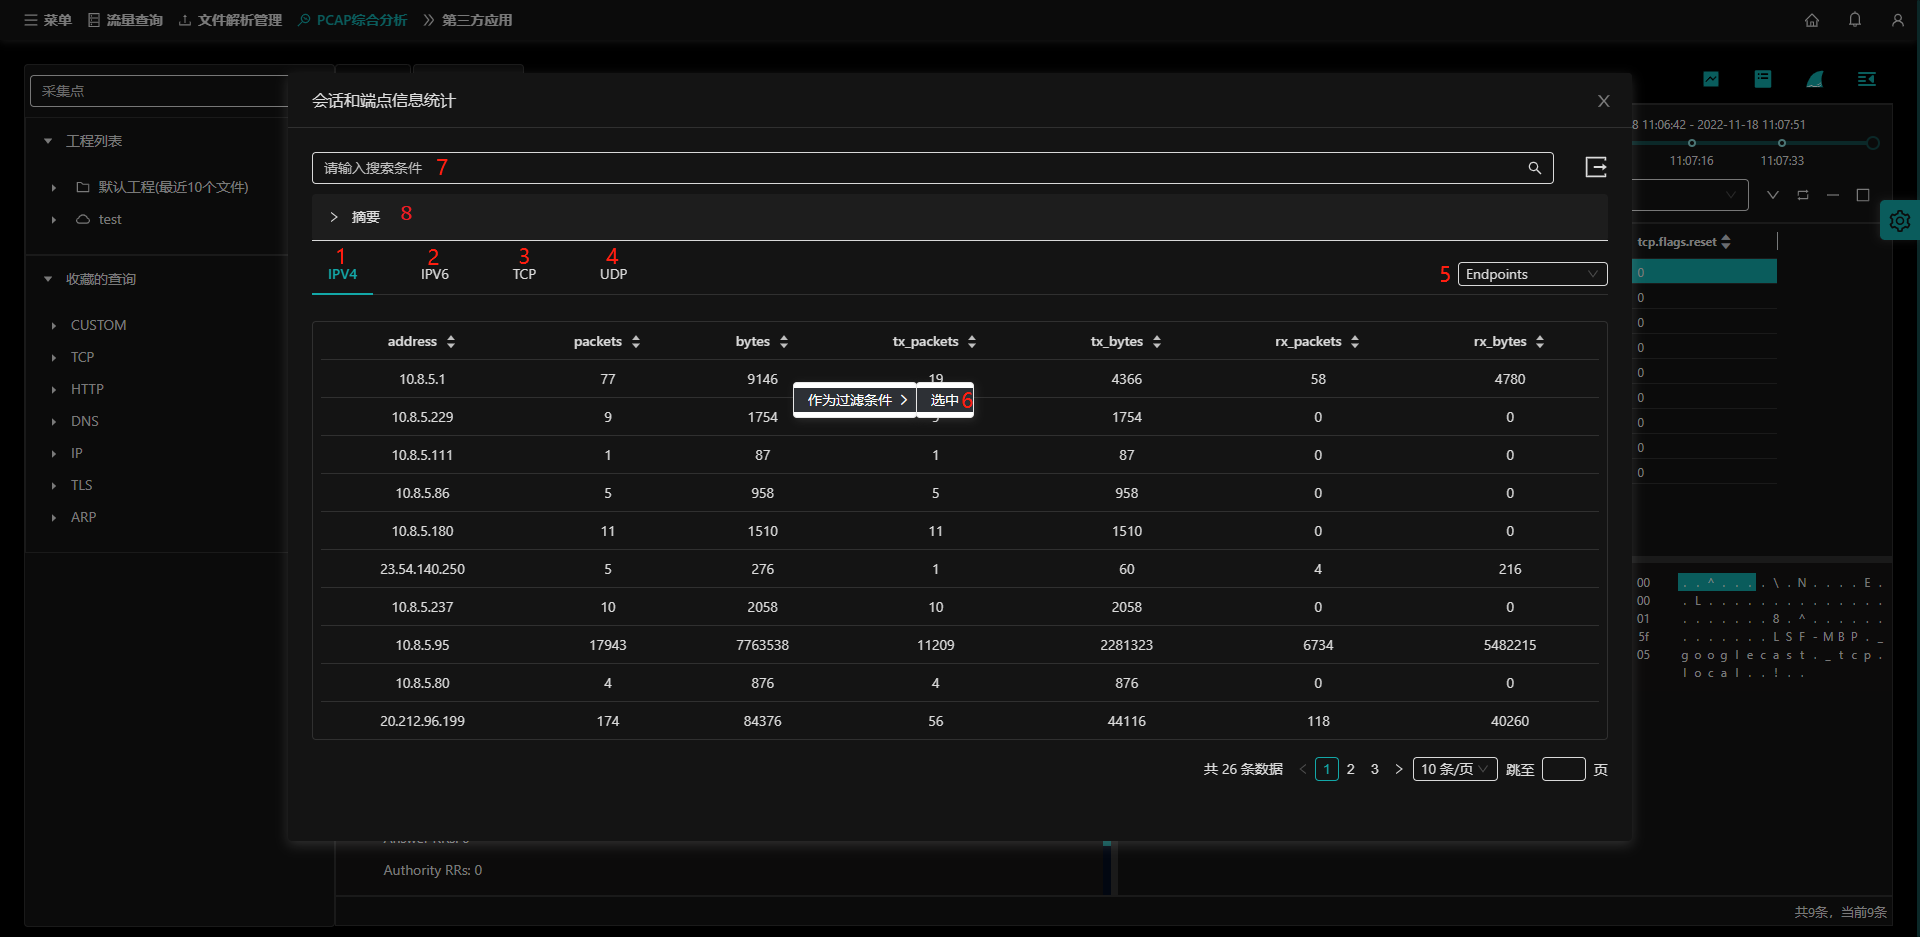 菜单 流量查询 文件解析管理 PCAP综合分析 第三方应用
采集点
工程列表
默认工程(最近10个文件)
test
收藏的查询
CUSTOM
TCP
HTTP
DNS
IP
TLS
ARP
会话和端点信息统计
请输入搜索条件 7
摘要 8
1 2 3 4
IPV4 IPV6 TCP UDP 5 Endpoints
address packets bytes tx_packets tx_bytes rx_packets rx_bytes
10.8.5.1 77 9146 19 4366 58 4780
作为过滤条件 选中 6
10.8.5.229 9 1754 1754 0 0
10.8.5.111 1 87 1 87 0 0
10.8.5.86 5 958 5 958 0 0
10.8.5.180 11 1510 11 1510 0 0
23.54.140.250 5 276 1 60 4 216
10.8.5.237 10 2058 10 2058 0 0
10.8.5.95 17943 7763538 11209 2281323 6734 5482215
10.8.5.80 4 876 4 876 0 0
20.212.96.199 174 84376 56 44116 118 40260
共 26 条数据 1 2 3 10 条/页 跳至 页
8 11:06:42 - 2022-11-18 11:07:51
11:07:16 11:07:33
tcp.flags.reset
0
0
0
0
0
0
0
0
0
00 . . ^ . . . . \ . N . . . . E .
00 . L . . . . . . . . . . . . . .
01 . . . . . . . 8 . ^ . . . . . .
5f . . . . . . . L S F - M B P . _
05 g o o g l e c a s t . _ t c p .
l o c a l . . ! . .
Authority RRs: 0
共9条，当前9条